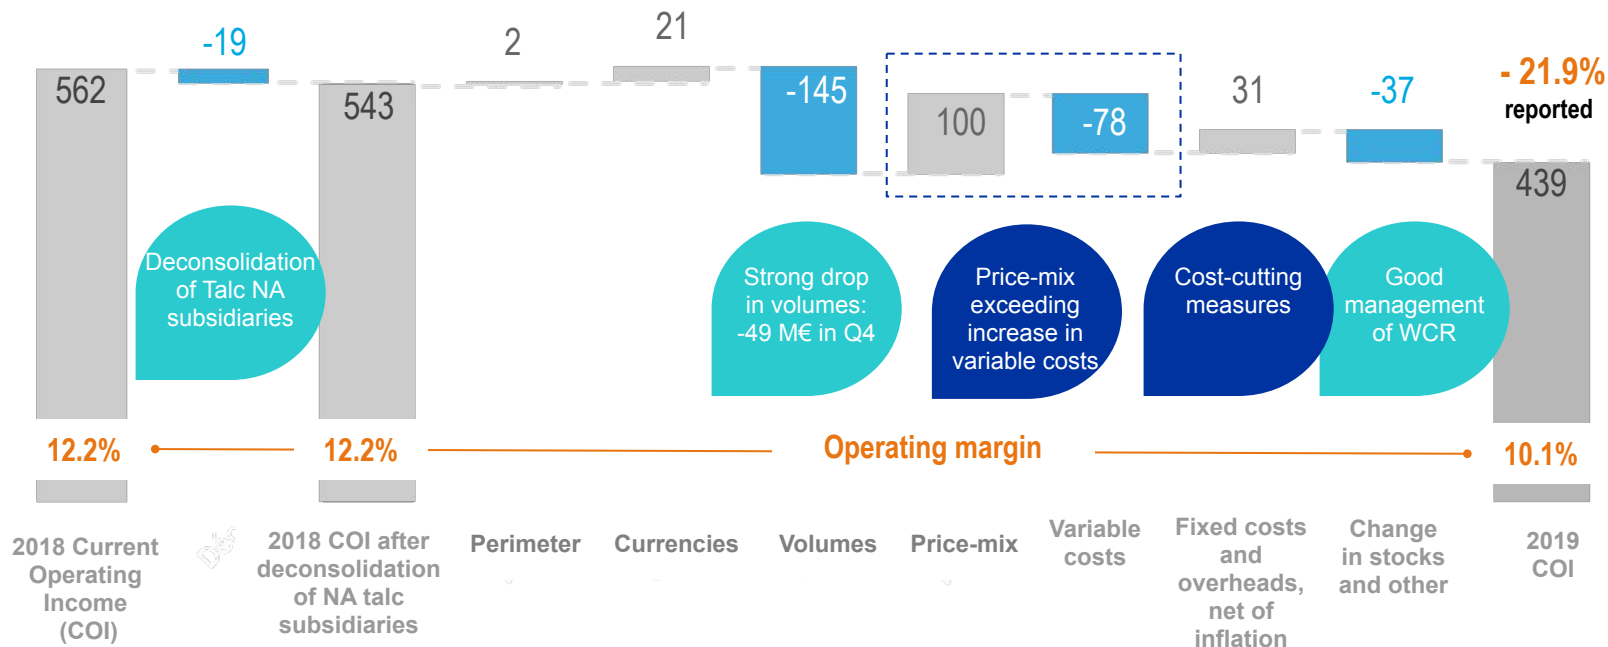 -19
2
21
562
543
-145
100
-78
31
-37
- 21.9%
reported
439
Deconsolidation
of Talc NA
subsidiaries
Strong drop
in volumes:
-49 M€ in Q4
Price-mix
exceeding
increase in
variable costs
Cost-cutting
measures
Good
management
of WCR
12.2%
12.2%
Operating margin
10.1%
2018 Current
Operating
Income
(COI)
2018 COI after
deconsolidation
of NA talc
subsidiaries
Perimeter
Currencies
Volumes
Price-mix
Variable
costs
Fixed costs
and
overheads,
net of
inflation
Change
in stocks
and other
2019
COI